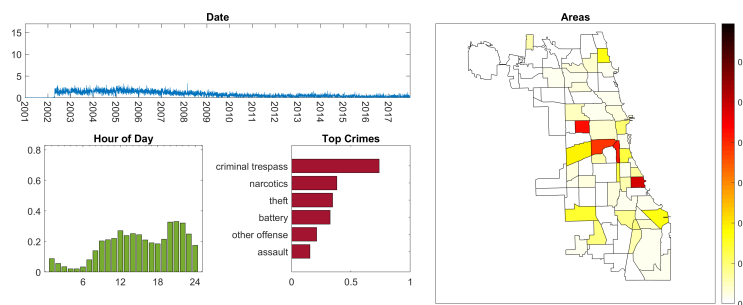 Date
15
10
5
0
2001
2002
2003
2004
2005
2006
2007
2008
2009
2010
2011
2012
2013
2014
2015
2016
2017
Hour of Day
0.8
0.6
0.4
0.2
0
6 12 18 24
Top Crimes
criminal trespass
narcotics
theft
battery
other offense
assault
0 0.5 1
Areas
0
0
0
0
0
0